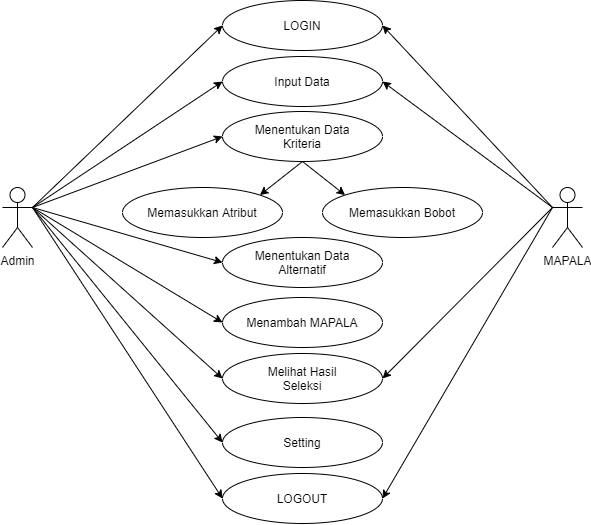 LOGIN
Input Data
Menentukan Data
Kriteria
Memasukkan Atribut
Memasukkan Bobot
Admin
MAPALA
Menentukan Data
Alternatif
Menambah MAPALA
Melihat Hasil
Seleksi
Setting
LOGOUT